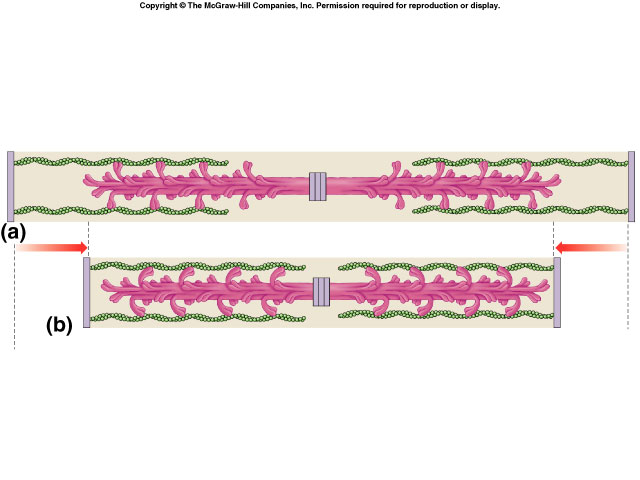 Copyright © The McGraw-Hill Companies, Inc. Permission required for reproduction or display.
(a)
(b)